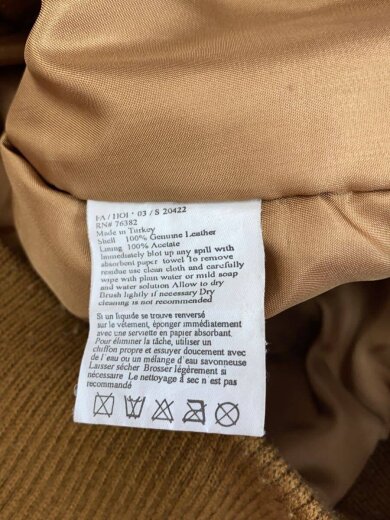 FA / HOI · 03 / S 20422
RN# 76382
Made in Turkey
Shell 100% Genuine Leather
Lining 100% Acetate
Immediately blot up any spill with
absorbent paper towel To remove
residue use clean cloth and carefully
wipe with plain water or mild soap
and water solution Allow to dry
Brush lightly if necessary Dry
cleaning is not recommended
Si un liquide se trouve renversé
sur le vêtement, éponger immédiatement
avec une serviette en papier absorbant.
Pour éliminer la tâche, utiliser un
chiffon propre et essuyer doucement avec
de l eau ou un mélange d eau savonneuse
Laisser sécher Brosser légèrement si
nécessaire Le nettoyage à sec n est pas
recommandé